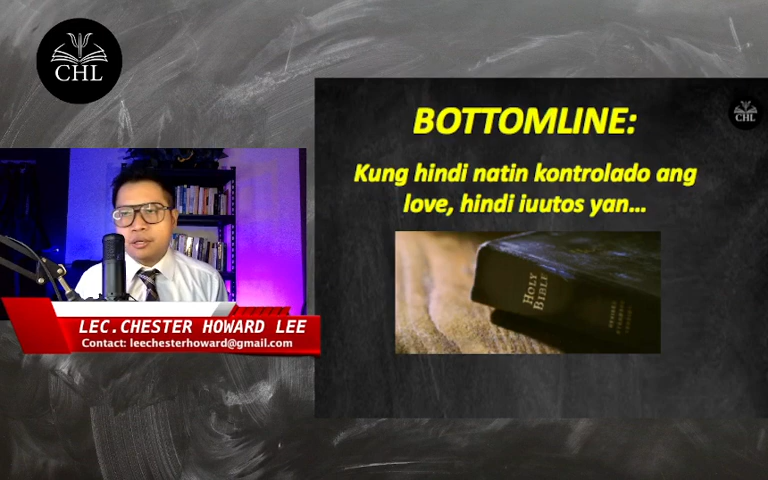 CHL
BOTTOMLINE:
CHL
Kung hindi natin kontrolado ang
love, hindi iuutos yan...
HOLY
BIBLE
LEC.CHESTER HOWARD LEE
Contact: leechesterhoward@gmail.com